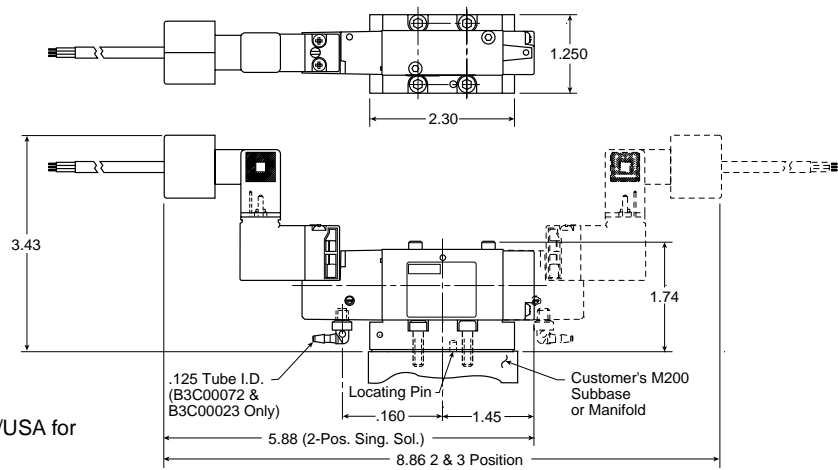 1.250
2.30
3.43
1.74
.125 Tube I.D.
(B3C00072 &
B3C00023 Only)
Locating Pin
Customer's M200
Subbase
or Manifold
.160
1.45
/USA for
5.88 (2-Pos. Sing. Sol.)
8.86 2 & 3 Position